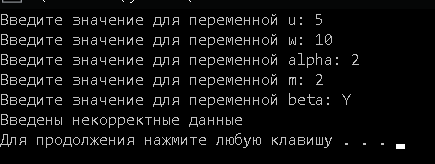 Введите значение для переменной u: 5
Введите значение для переменной w: 10
Введите значение для переменной alpha: 2
Введите значение для переменной m: 2
Введите значение для переменной beta: Y
Введены некорректные данные
Для продолжения нажмите любую клавишу . . .